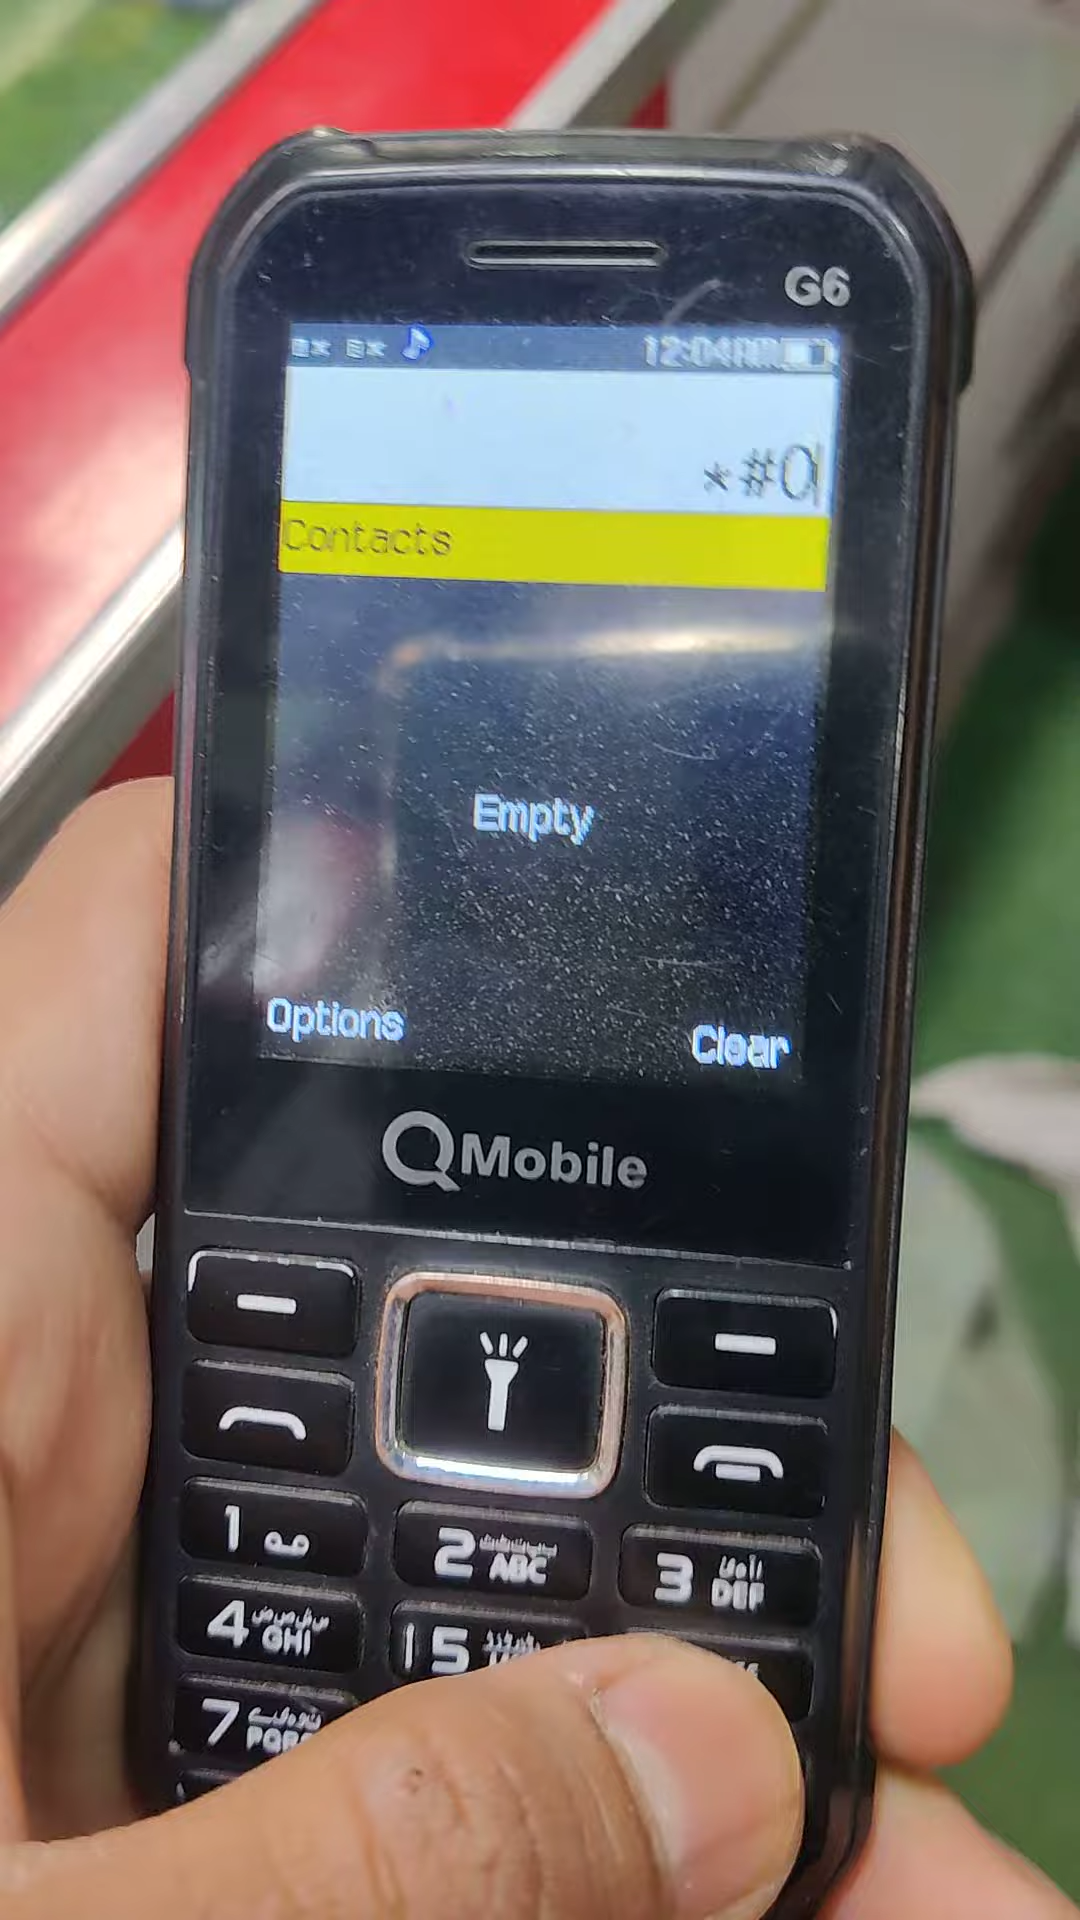 G6
12:04
*#0
Contacts
Empty
Options
Clear
QMobile
1
2 ABC
3 DEF
4 GHI
5
7